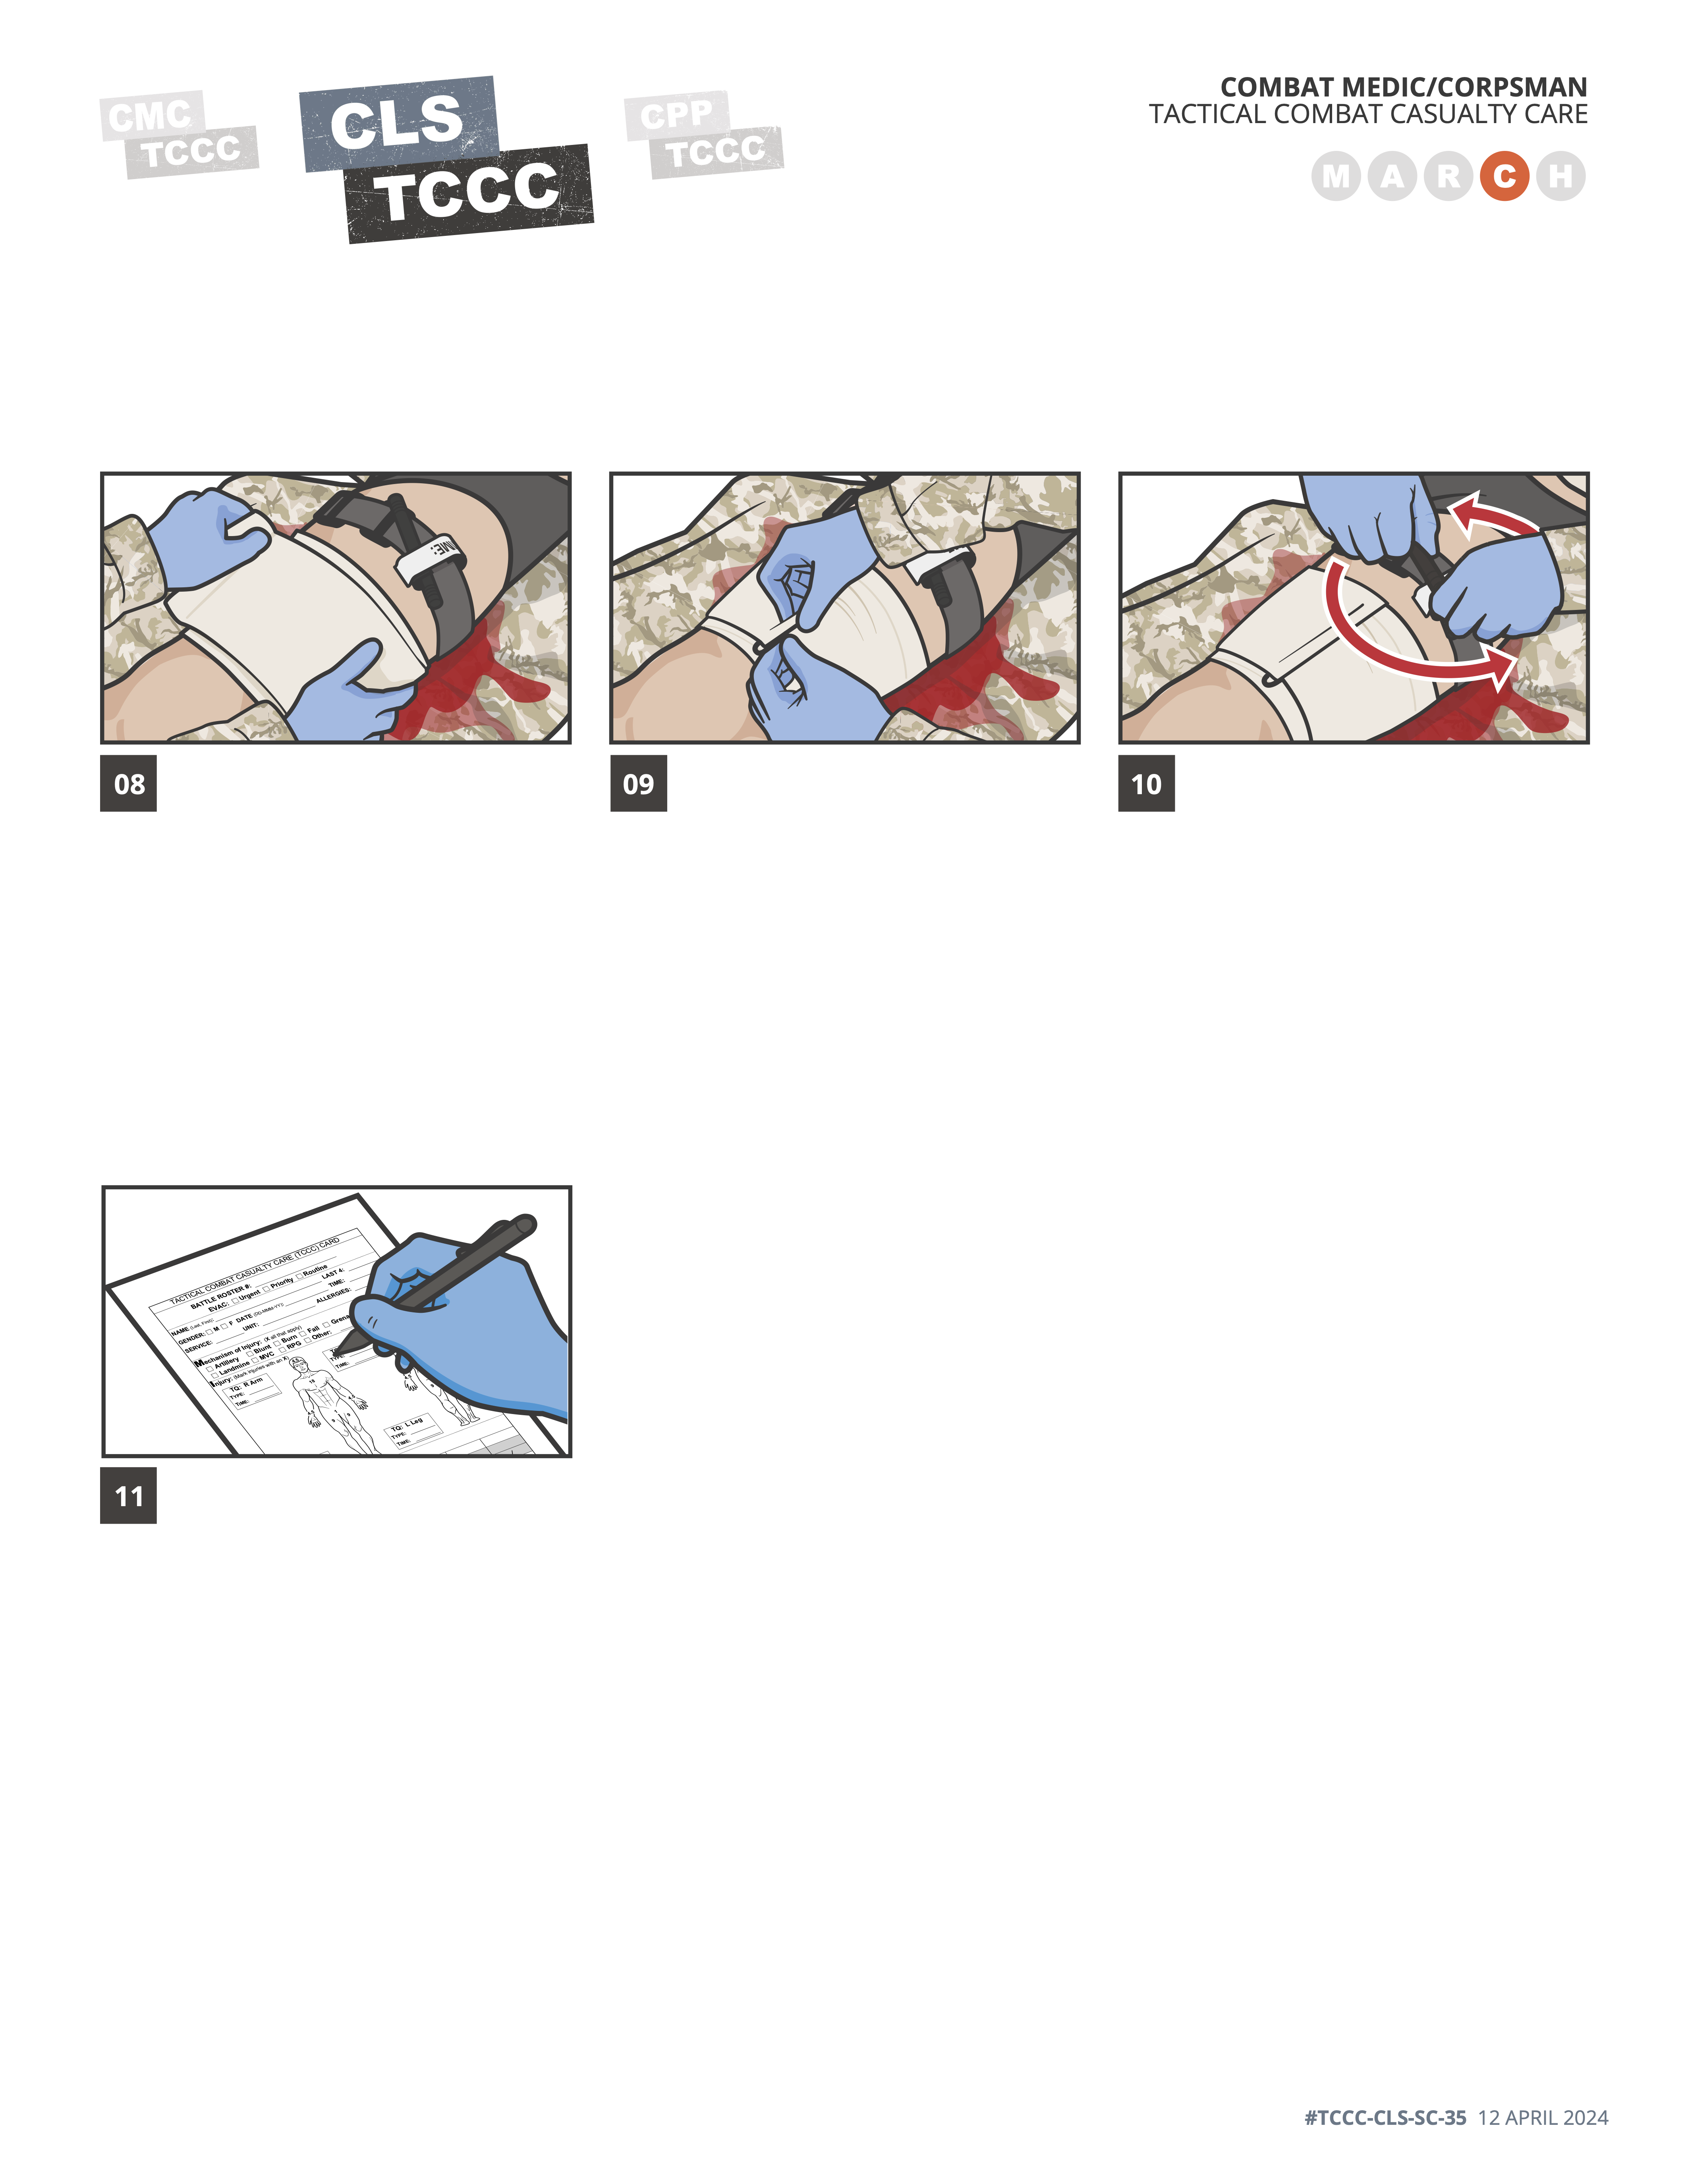 CMC
TCCC
CLS
TCCC
CPP
TCCC
COMBAT MEDIC/CORPSMAN
TACTICAL COMBAT CASUALTY CARE
M A R C H
08
09
10
TACTICAL COMBAT CASUALTY CARE (TCCC) CARD
BATTLE ROSTER #:
EVAC: Urgent Priority Routine
NAME (Last, First): LAST 4:
GENDER: M F DATE (DD-MMM-YY): TIME:
SERVICE: UNIT: ALLERGIES:
Mechanism of Injury: (X all that apply)
Artillery Blunt Burn Fall
Landmine MVC RPG Other:
Injury: (Mark injuries with an X)
TQ: R Arm
TYPE:
TIME:
TIME:
TQ: L Leg
TYPE:
TIME:
11
#TCCC-CLS-SC-35 12 APRIL 2024